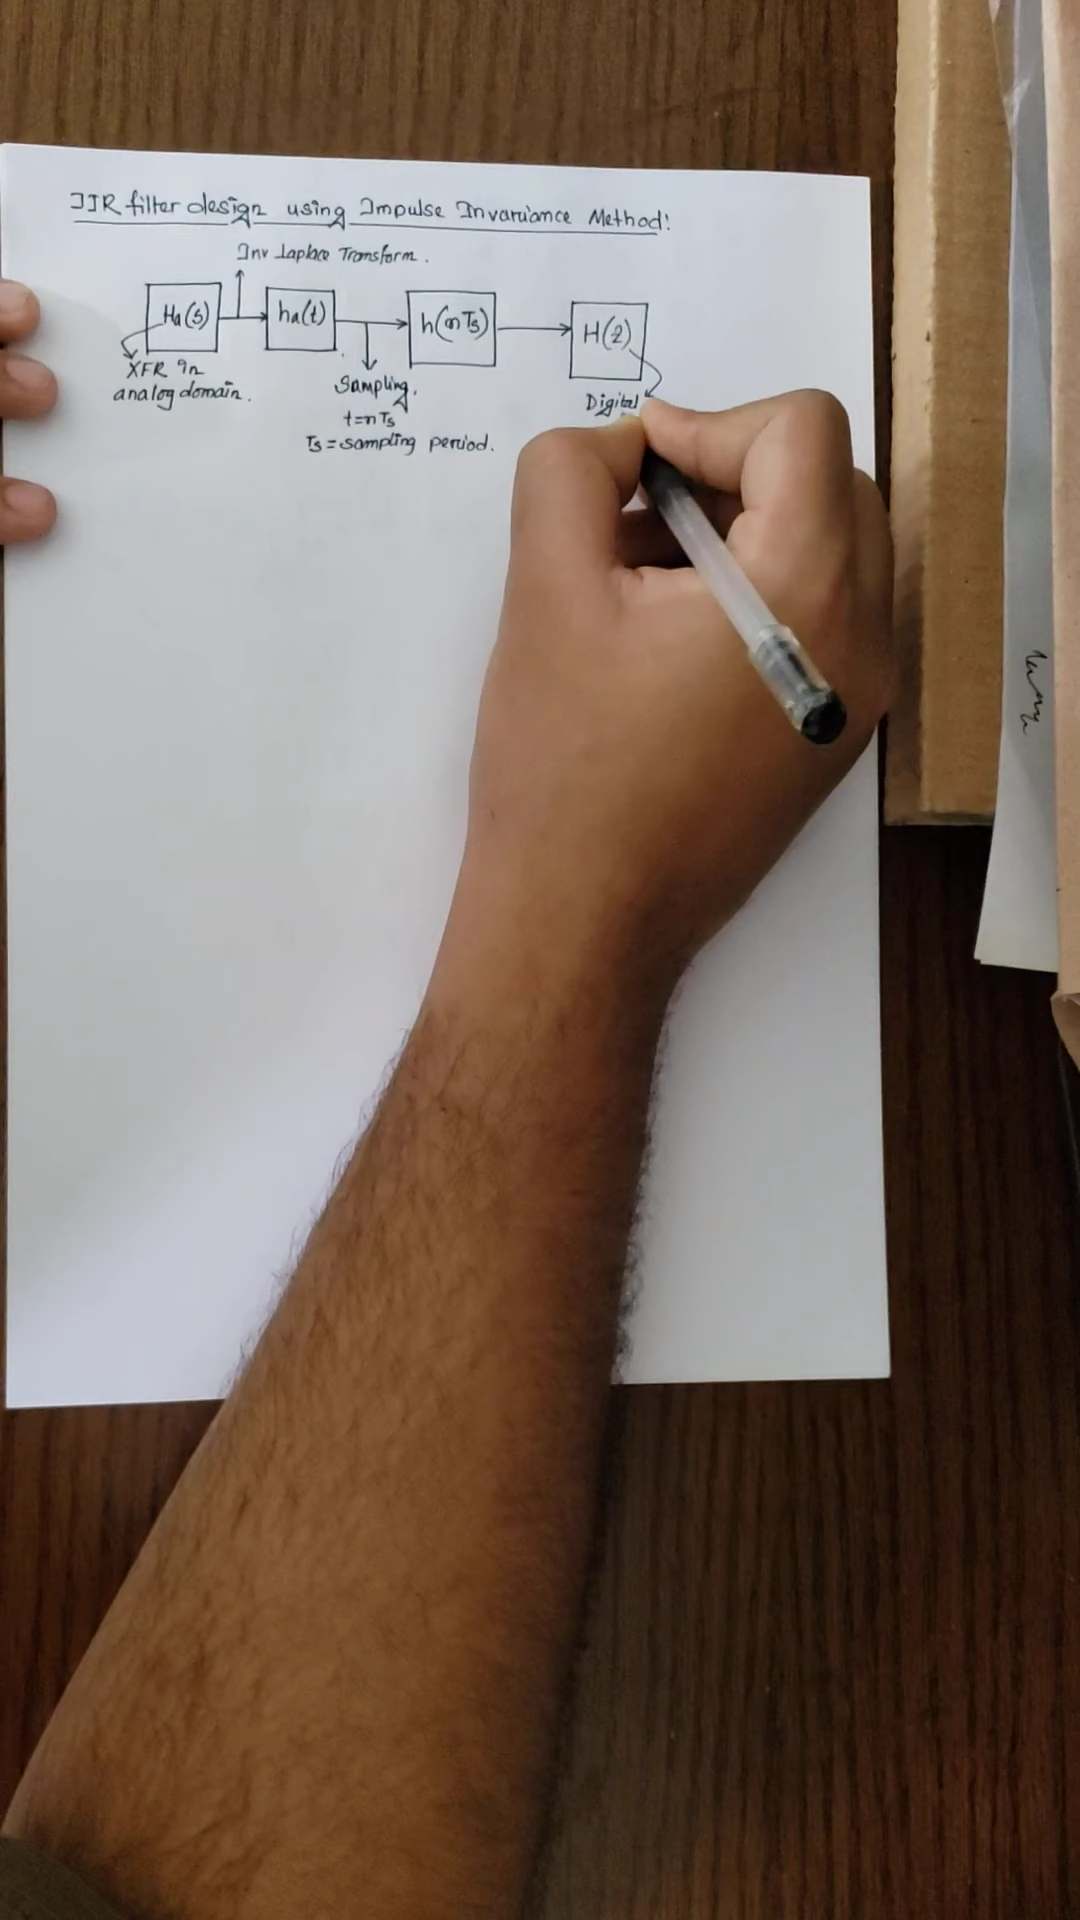 IIR filter design using Impulse Invariance Method:
Inv Laplace Transform.
Ha(s)
ha(t)
h(nTs)
H(z)
XFR in
analog domain.
Sampling.
t=nTs
Ts = sampling period.
Digital